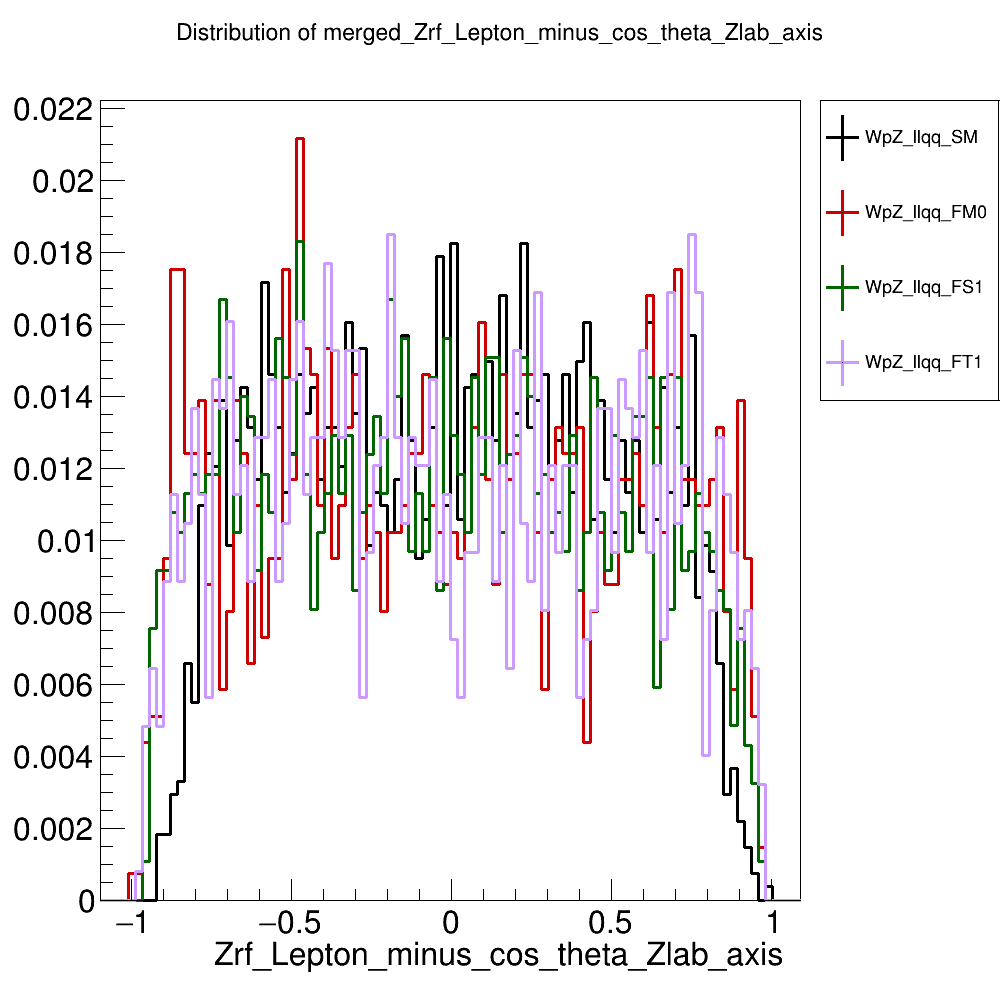 Distribution of merged_Zrf_Lepton_minus_cos_theta_Zlab_axis
0.022
0.02
0.018
0.016
0.014
0.012
0.01
0.008
0.006
0.004
0.002
0
−1
−0.5
0
0.5
1
Zrf_Lepton_minus_cos_theta_Zlab_axis
WpZ_llqq_SM
WpZ_llqq_FM0
WpZ_llqq_FS1
WpZ_llqq_FT1